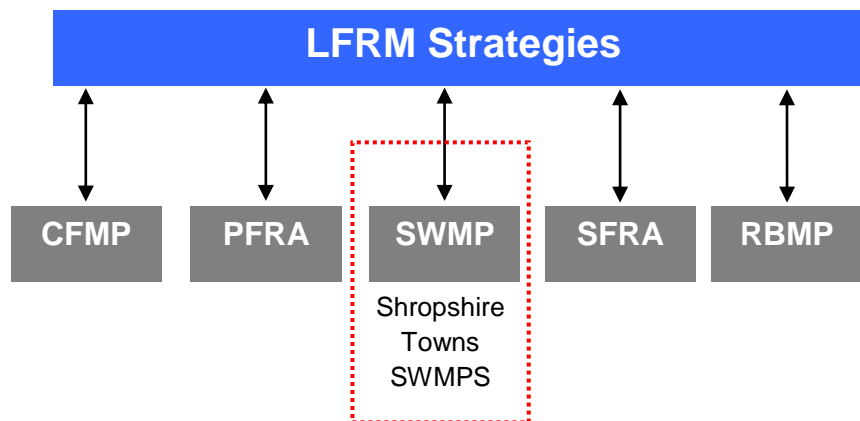 LFRM Strategies
CFMP
PFRA
SWMP
SFRA
RBMP
Shropshire
Towns
SWMPS